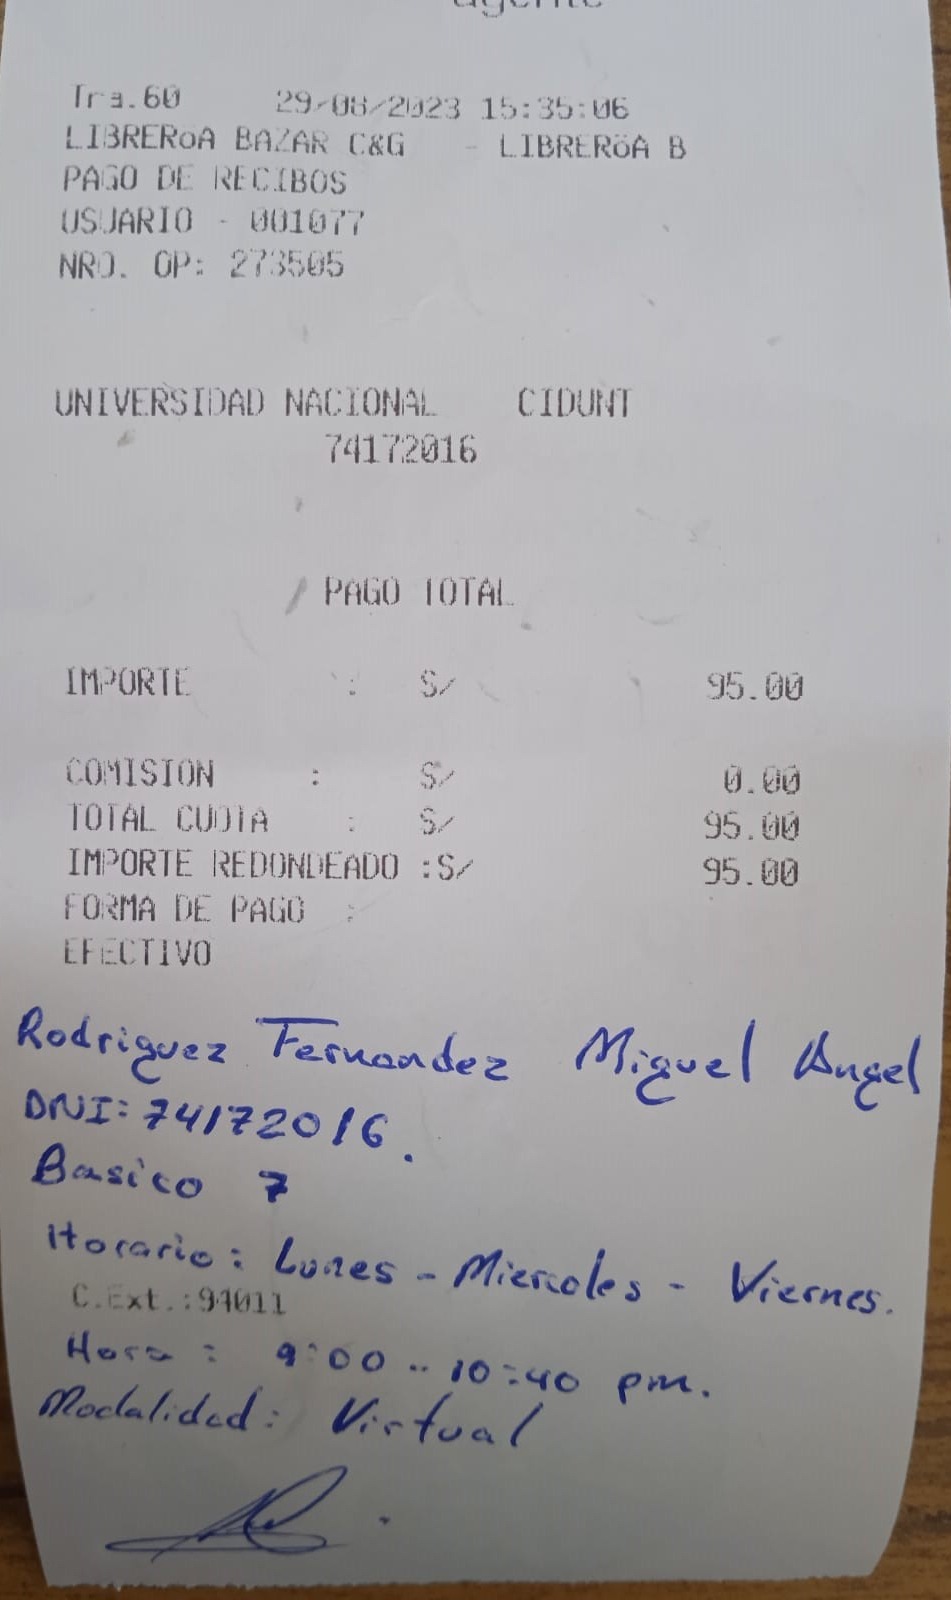 agente
Tra.60 29/08/2023 15:35:06
LIBREROA BAZAR C&G - LIBREROA B
PAGO DE RECIBOS
USUARIO - 001077
NRO. OP: 273505
UNIVERSIDAD NACIONAL CIDUNT
74172016
PAGO TOTAL
IMPORTE : S/ 95.00
COMISION : S/ 0.00
TOTAL CUOTA : S/ 95.00
IMPORTE REDONDEADO :S/ 95.00
FORMA DE PAGO :
EFECTIVO
Rodriguez Fernandez Miguel Angel
DNI: 74172016.
Basico 7
Horario: Lunes - Miercoles - Viernes.
C.Ext.:94011
Hora : 9:00 - 10:40 pm.
Modalidad: Virtual